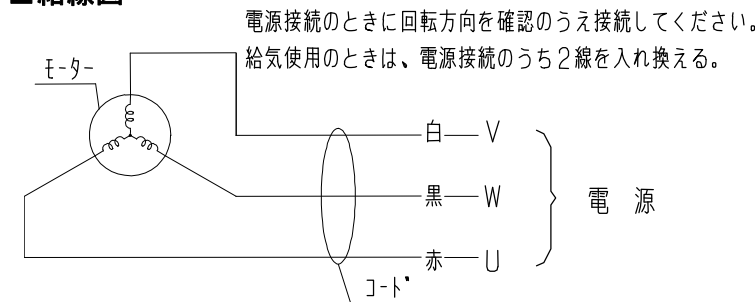 電源接続のときに回転方向を確認のうえ接続してください。
給気使用のときは、電源接続のうち2線を入れ換える。
モーター
白 V
黒 W
電源
赤 U
コード